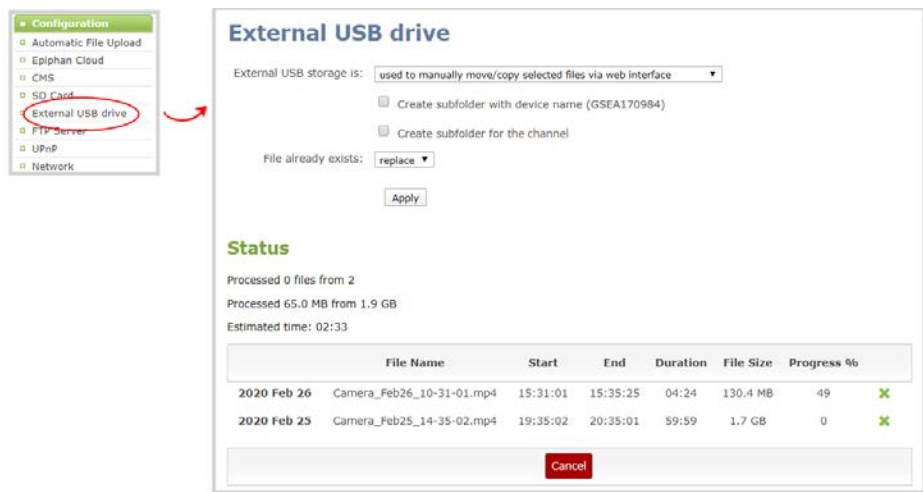 Configuration
Automatic File Upload
Epiphan Cloud
CMS
SD Card
External USB drive
FTP Server
UPnP
Network
External USB drive
External USB storage is: used to manually move/copy selected files via web interface
Create subfolder with device name (GSEA170984)
Create subfolder for the channel
File already exists: replace
Apply
Status
Processed 0 files from 2
Processed 65.0 MB from 1.9 GB
Estimated time: 02:33
File Name Start End Duration File Size Progress %
2020 Feb 26 Camera_Feb26_10-31-01.mp4 15:31:01 15:35:25 04:24 130.4 MB 49
2020 Feb 25 Camera_Feb25_14-35-02.mp4 19:35:02 20:35:01 59:59 1.7 GB 0
Cancel